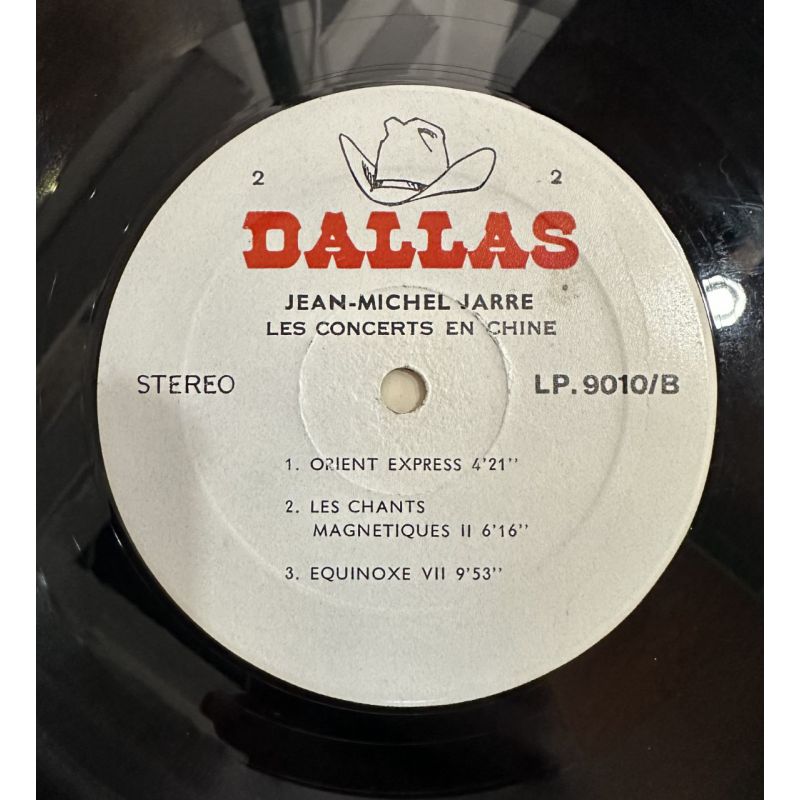 2 2
DALLAS
JEAN-MICHEL JARRE
LES CONCERTS EN CHINE
STEREO LP. 9010/B
1. ORIENT EXPRESS 4'21''
2. LES CHANTS
MAGNETIQUES II 6'16''
3. EQUINOXE VII 9'53''